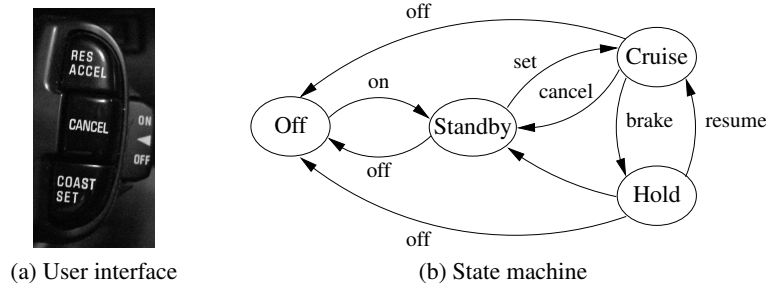 RES
ACCEL
CANCEL
COAST
SET
ON
OFF
(a) User interface
off
on
off
set
cancel
brake
resume
off
Off
Standby
Cruise
Hold
(b) State machine